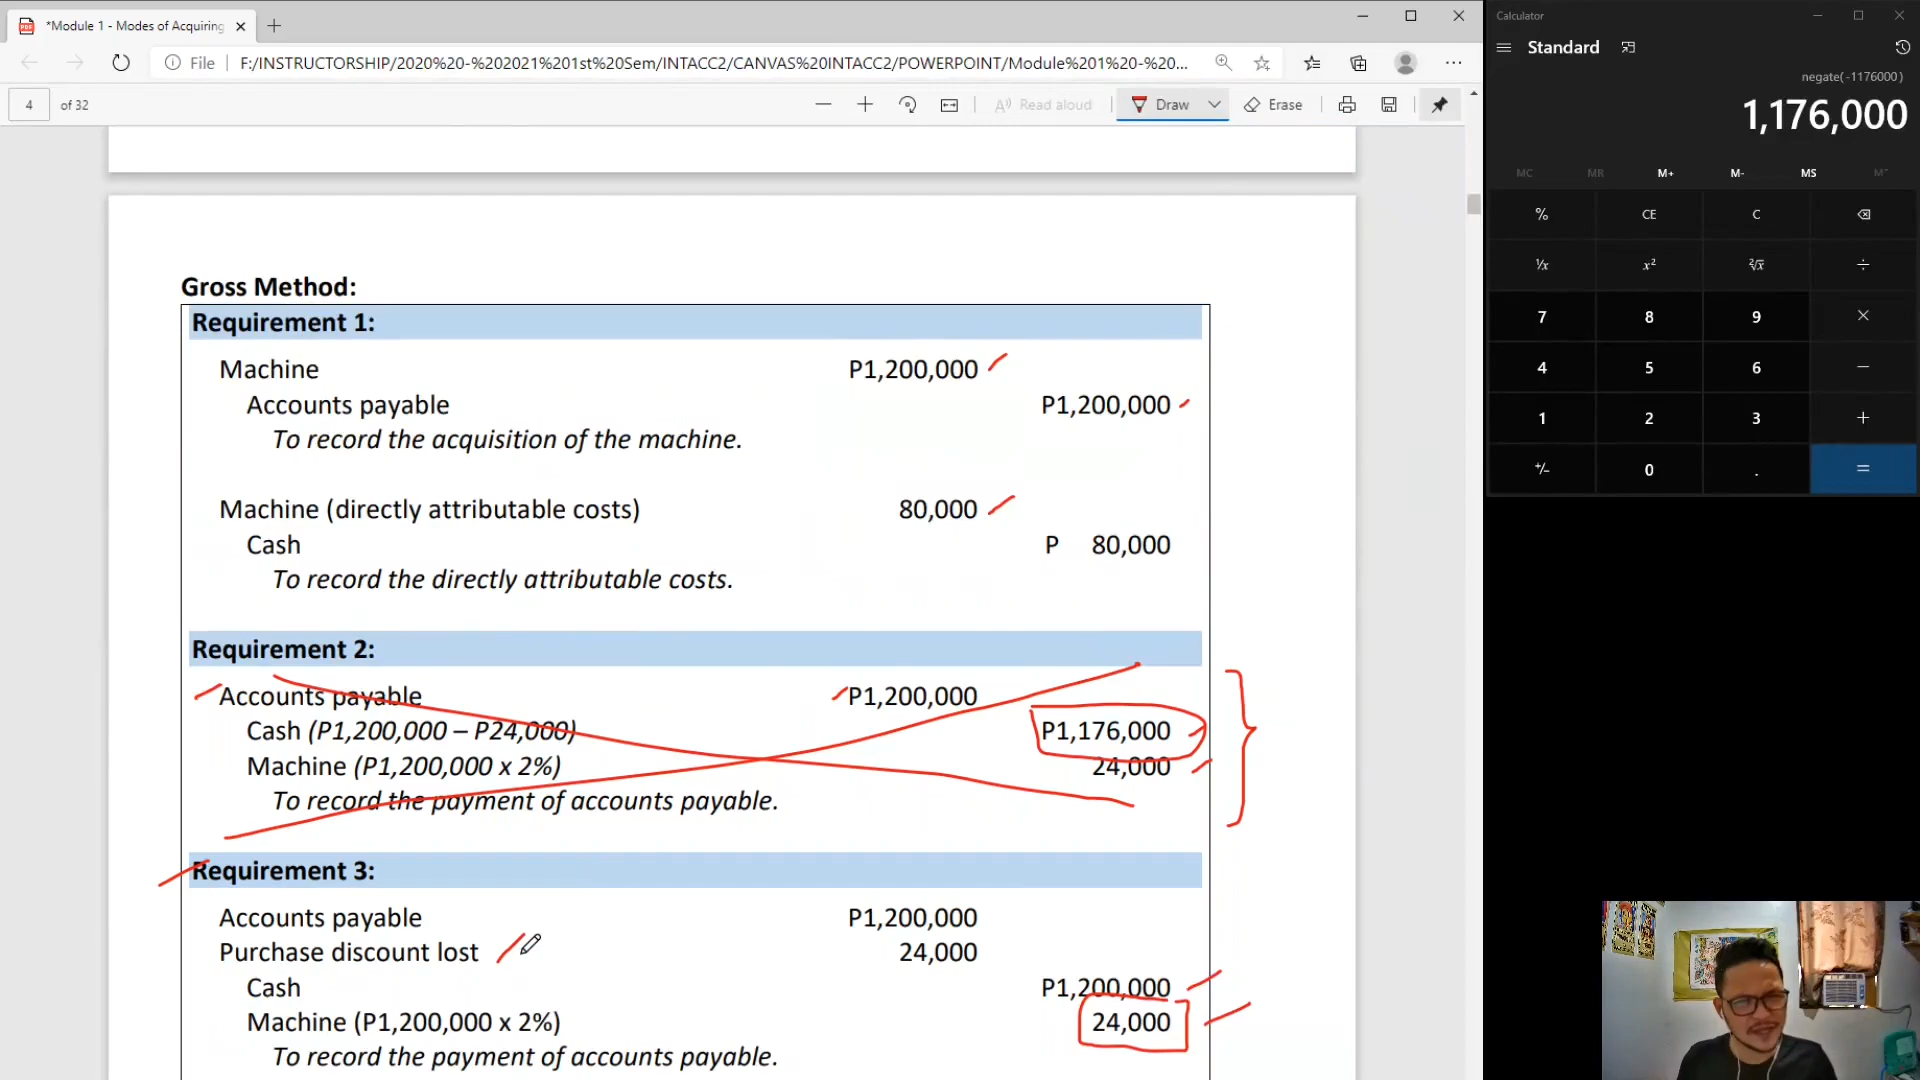 *Module 1 - Modes of Acquiring
Calculator
File F:/INSTRUCTORSHIP/2020%20-%202021%201st%20Sem/INTACC2/CANVAS%20INTACC2/POWERPOINT/Module%201%20-%20...
Standard
negate( -1176000 )
1,176,000
4 of 32
Read aloud Draw Erase
MC MR M+ M- MS M˅
% CE C
¹/x x² ²√x ÷
7 8 9 ×
4 5 6 −
1 2 3 +
+/- 0 . =
Gross Method:
Requirement 1:
Machine P1,200,000
Accounts payable P1,200,000
To record the acquisition of the machine.
Machine (directly attributable costs) 80,000
Cash P 80,000
To record the directly attributable costs.
Requirement 2:
Accounts payable P1,200,000
Cash (P1,200,000 – P24,000) P1,176,000
Machine (P1,200,000 x 2%) 24,000
To record the payment of accounts payable.
Requirement 3:
Accounts payable P1,200,000
Purchase discount lost 24,000
Cash P1,200,000
Machine (P1,200,000 x 2%) 24,000
To record the payment of accounts payable.